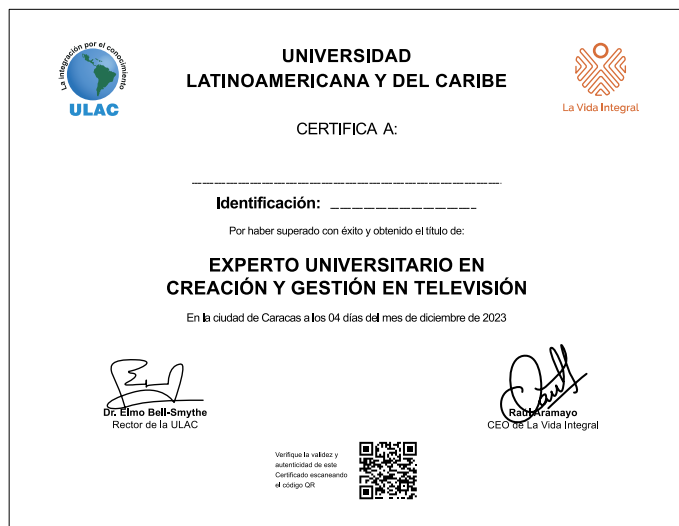 La integración por el conocimiento
ULAC
UNIVERSIDAD
LATINOAMERICANA Y DEL CARIBE
La Vida Integral
CERTIFICA A:
Identificación:
Por haber superado con éxito y obtenido el título de:
EXPERTO UNIVERSITARIO EN
CREACIÓN Y GESTIÓN EN TELEVISIÓN
En la ciudad de Caracas a los 04 días del mes de diciembre de 2023
Dr. Elmo Bell-Smythe
Rector de la ULAC
Raúl Aramayo
CEO de La Vida Integral
Verifique la validez y
autenticidad de este
Certificado escaneando
el código QR